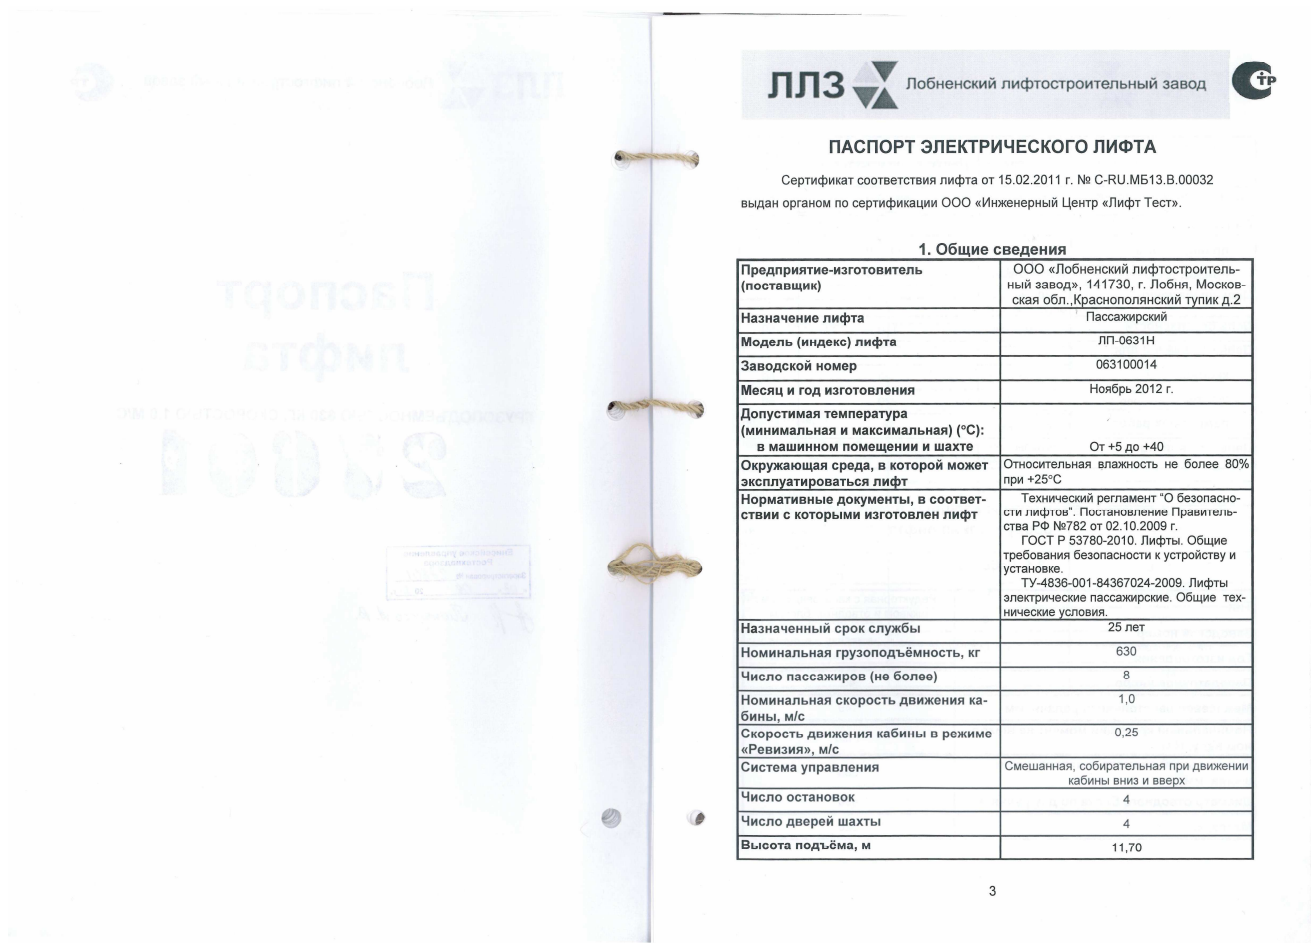 ЛЛЗ Лобненский лифтостроительный завод
ПАСПОРТ ЭЛЕКТРИЧЕСКОГО ЛИФТА
Сертификат соответствия лифта от 15.02.2011 г. № C-RU.МБ13.В.00032
выдан органом по сертификации ООО «Инженерный Центр «Лифт Тест».
1. Общие сведения
Предприятие-изготовитель
(поставщик)
ООО «Лобненский лифтостроитель-
ный завод», 141730, г. Лобня, Москов-
ская обл.,Краснополянский тупик д.2
Назначение лифта
Пассажирский
Модель (индекс) лифта
ЛП-0631Н
Заводской номер
063100014
Месяц и год изготовления
Ноябрь 2012 г.
Допустимая температура
(минимальная и максимальная) (°С):
в машинном помещении и шахте
От +5 до +40
Окружающая среда, в которой может
эксплуатироваться лифт
Относительная влажность не более 80%
при +25°С
Нормативные документы, в соответ-
ствии с которыми изготовлен лифт
Технический регламент "О безопасно-
сти лифтов". Постановление Правитель-
ства РФ №782 от 02.10.2009 г.
ГОСТ Р 53780-2010. Лифты. Общие
требования безопасности к устройству и
установке.
ТУ-4836-001-84367024-2009. Лифты
электрические пассажирские. Общие тех-
нические условия.
Назначенный срок службы
25 лет
Номинальная грузоподъёмность, кг
630
Число пассажиров (не более)
8
Номинальная скорость движения ка-
бины, м/с
1,0
Скорость движения кабины в режиме
«Ревизия», м/с
0,25
Система управления
Смешанная, собирательная при движении
кабины вниз и вверх
Число остановок
4
Число дверей шахты
4
Высота подъёма, м
11,70
3
Паспорт
лифта